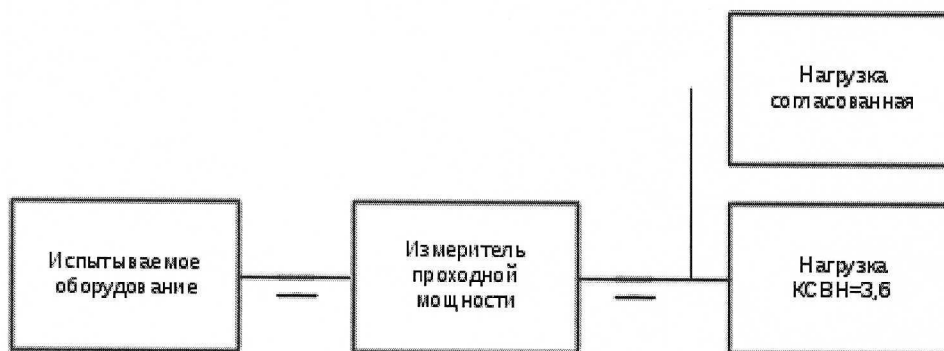 Нагрузка
согласованная
Испытываемое
оборудование
Измеритель
проходной
мощности
Нагрузка
КСВН=3,6